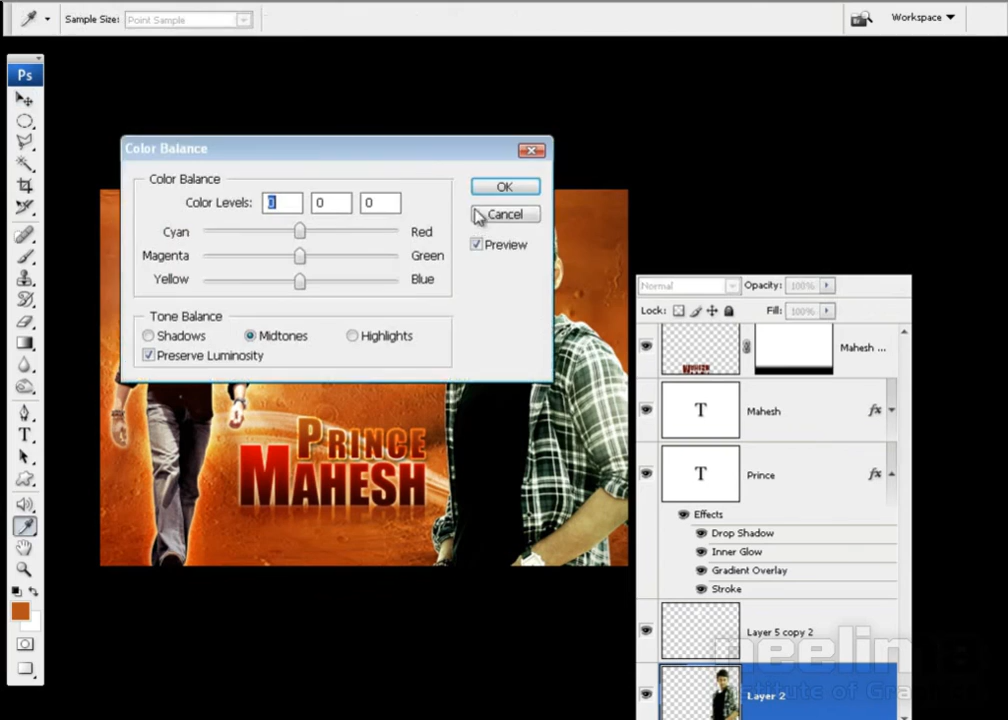 Sample Size: Point Sample
Workspace
Ps
Color Balance
Color Balance
OK
Color Levels: 0 0 0
Cancel
Cyan Red
Preview
Magenta Green
Yellow Blue
Tone Balance
Shadows Midtones Highlights
Preserve Luminosity
PRINCE
MAHESH
Normal Opacity: 100%
Lock: Fill: 100%
Mahesh ...
T Mahesh fx
T Prince fx
Effects
Drop Shadow
Inner Glow
Gradient Overlay
Stroke
Layer 5 copy 2
Layer 2